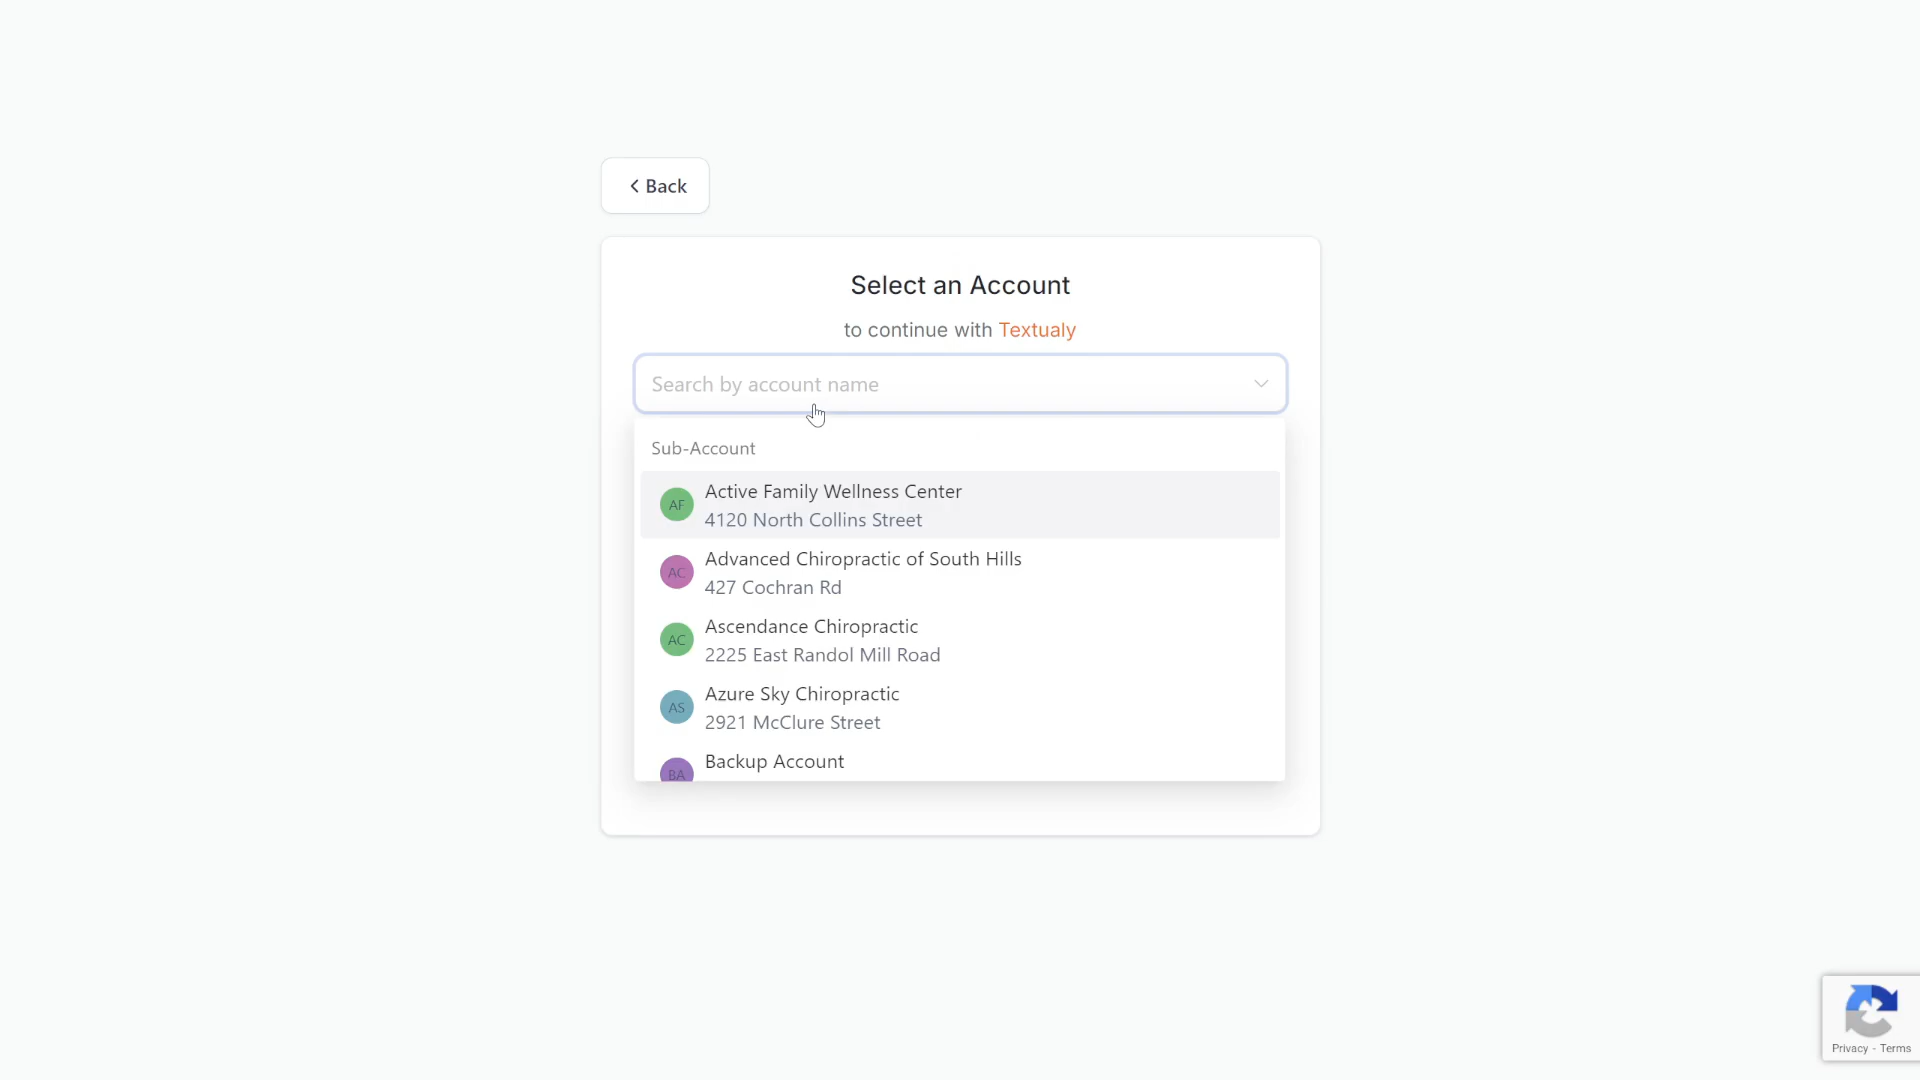 Back
Select an Account
to continue with Textualy
Search by account name
Sub-Account
AF
Active Family Wellness Center
4120 North Collins Street
AC
Advanced Chiropractic of South Hills
427 Cochran Rd
AC
Ascendance Chiropractic
2225 East Randol Mill Road
AS
Azure Sky Chiropractic
2921 McClure Street
BA
Backup Account
Privacy - Terms